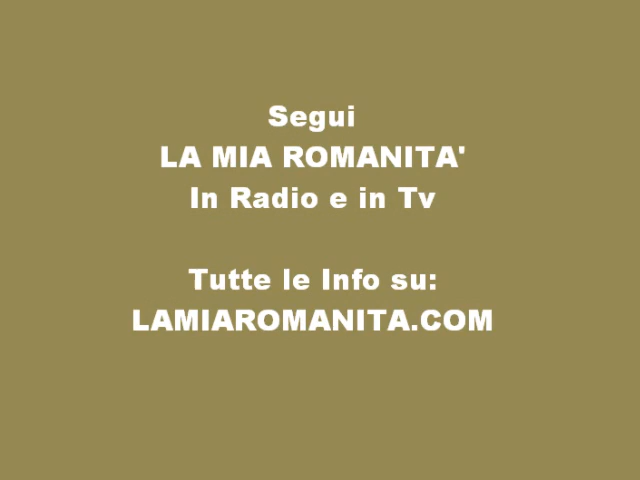 Segui
LA MIA ROMANITA'
In Radio e in Tv
Tutte le Info su:
LAMIAROMANITA.COM